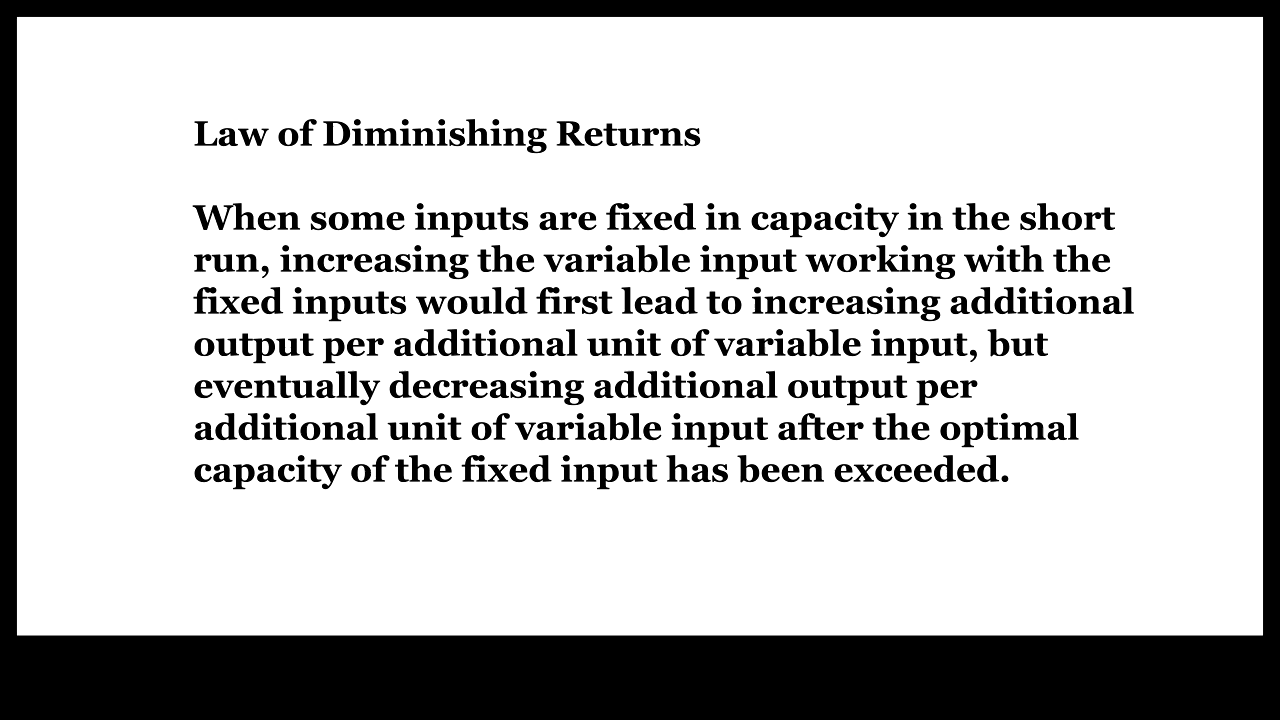 Law of Diminishing Returns
When some inputs are fixed in capacity in the short
run, increasing the variable input working with the
fixed inputs would first lead to increasing additional
output per additional unit of variable input, but
eventually decreasing additional output per
additional unit of variable input after the optimal
capacity of the fixed input has been exceeded.